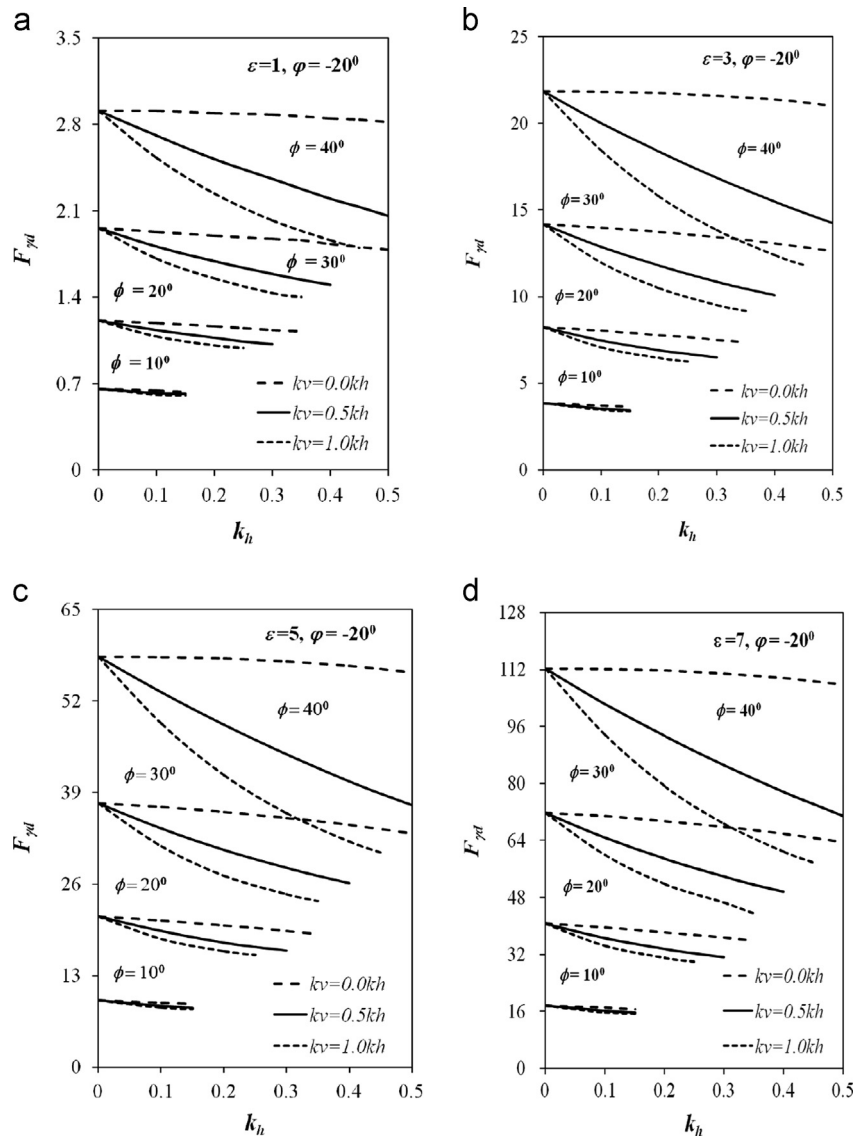 a
ε=1, φ= -20⁰
3.5
2.8
2.1
1.4
0.7
0
F_γd
ϕ = 40⁰
ϕ = 30⁰
ϕ = 20⁰
ϕ = 10⁰
kv=0.0kh
kv=0.5kh
kv=1.0kh
0 0.1 0.2 0.3 0.4 0.5
k_h
b
ε=3, φ= -20⁰
25
20
15
10
5
0
F_γd
ϕ= 40⁰
ϕ= 30⁰
ϕ= 20⁰
ϕ= 10⁰
kv=0.0kh
kv=0.5kh
kv=1.0kh
0 0.1 0.2 0.3 0.4 0.5
k_h
c
ε=5, φ= -20⁰
65
52
39
26
13
0
F_γd
ϕ= 40⁰
ϕ= 30⁰
ϕ= 20⁰
ϕ= 10⁰
kv=0.0kh
kv=0.5kh
kv=1.0kh
0 0.1 0.2 0.3 0.4 0.5
k_h
d
ε=7, φ= -20⁰
128
112
96
80
64
48
32
16
0
F_γd
ϕ= 40⁰
ϕ= 30⁰
ϕ= 20⁰
ϕ= 10⁰
kv=0.0kh
kv=0.5kh
kv=1.0kh
0 0.1 0.2 0.3 0.4 0.5
k_h